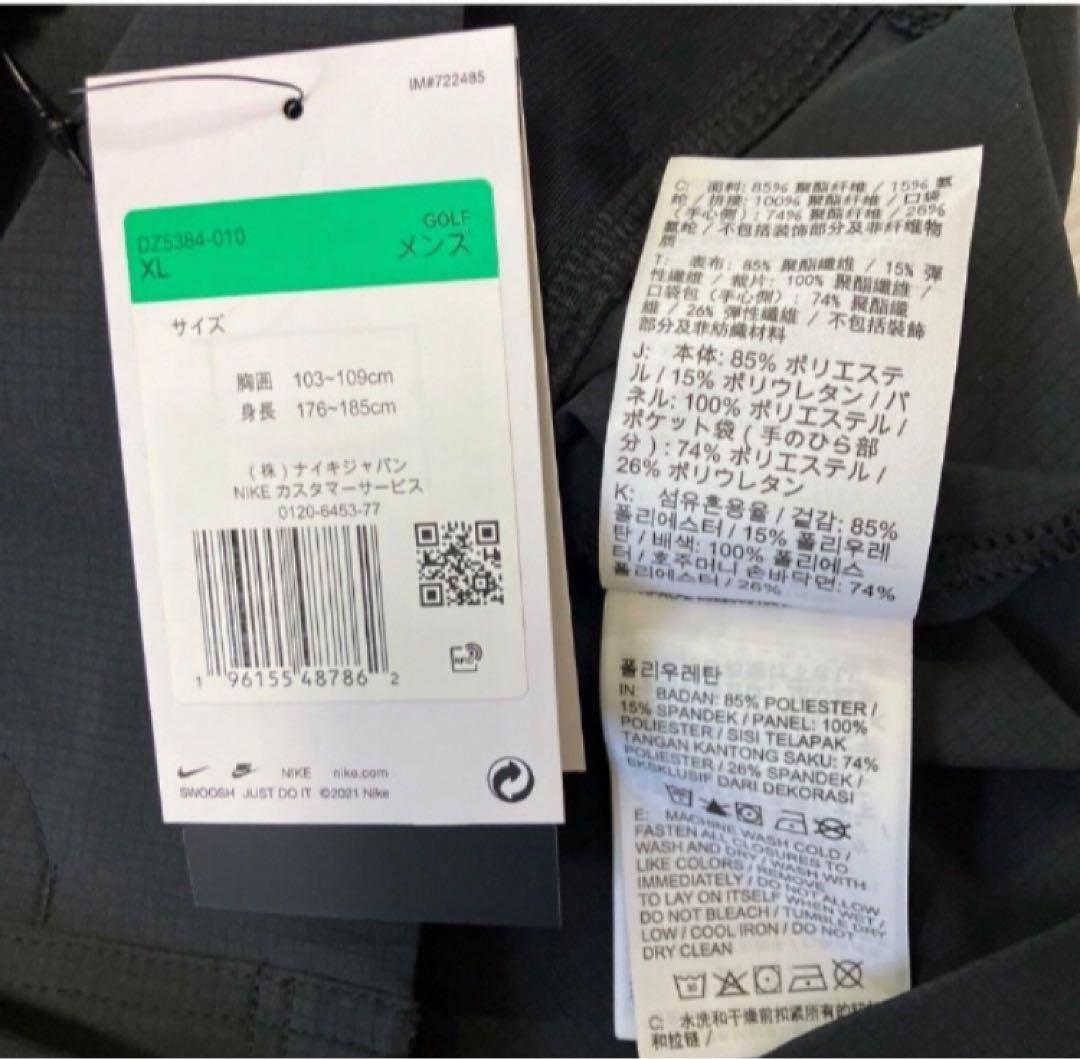 IM#722485
DZ5384-010
XL
GOLF
メンズ
サイズ
胸囲 103~109cm
身長 176~185cm
(株)ナイキジャパン
NIKE カスタマーサービス
0120-6453-77
RFID
1 96155 48786 2
NIKE nike.com
SWOOSH JUST DO IT ©2021 Nike
C: 面料: 85% 聚酯纤维 / 15% 氨
纶 / 拼接: 100% 聚酯纤维 / 口袋
(手心侧) : 74% 聚酯纤维 / 26%
氨纶 / 不包括装饰部分及非纤维物
质
T: 表布: 85% 聚酯纖維 / 15% 彈
性纖維 / 裁片: 100% 聚酯纖維 /
口袋包 (手心側) : 74% 聚酯纖
維 / 26% 彈性纖維 / 不包括裝飾
部分及非紡織材料
J: 本体: 85% ポリエステ
ル / 15% ポリウレタン / パ
ネル: 100% ポリエステル /
ポケット袋 ( 手のひら部
分 ) : 74% ポリエステル /
26% ポリウレタン
K: 섬유혼용율 / 겉감: 85%
폴리에스터 / 15% 폴리우레
탄 / 배색: 100% 폴리에스
터 / 호주머니 손바닥면: 74%
폴리에스터 / 26%
폴리우레탄
IN: BADAN: 85% POLIESTER /
15% SPANDEK / PANEL: 100%
POLIESTER / SISI TELAPAK
TANGAN KANTONG SAKU: 74%
POLIESTER / 26% SPANDEK /
EKSKLUSIF DARI DEKORASI
E: MACHINE WASH COLD /
FASTEN ALL CLOSURES TO
WASH AND DRY / WASH WITH
LIKE COLORS / REMOVE
IMMEDIATELY / DO NOT ALLOW
TO LAY ON ITSELF WHEN WET /
DO NOT BLEACH / TUMBLE DRY
LOW / COOL IRON / DO NOT
DRY CLEAN
C: 水洗和干燥前扣紧所有的
和拉链 /